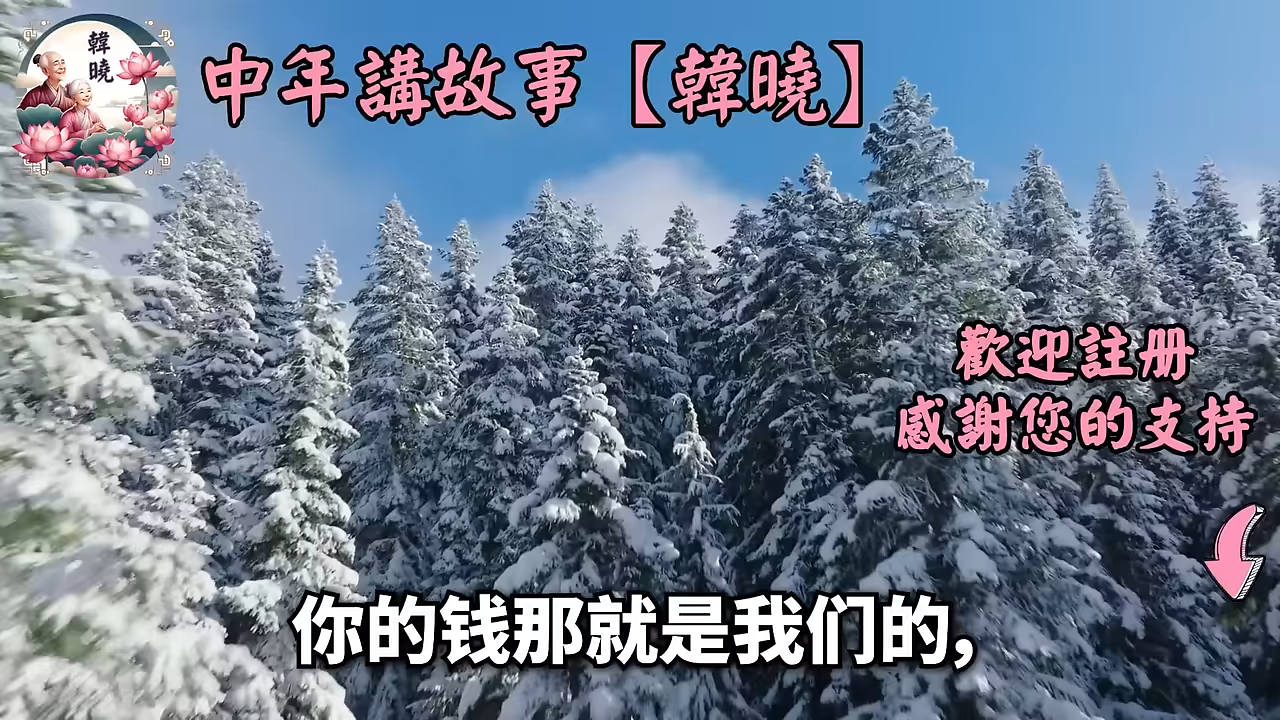 韓曉
中年講故事【韓曉】
歡迎註册
感謝您的支持
你的钱那就是我们的,